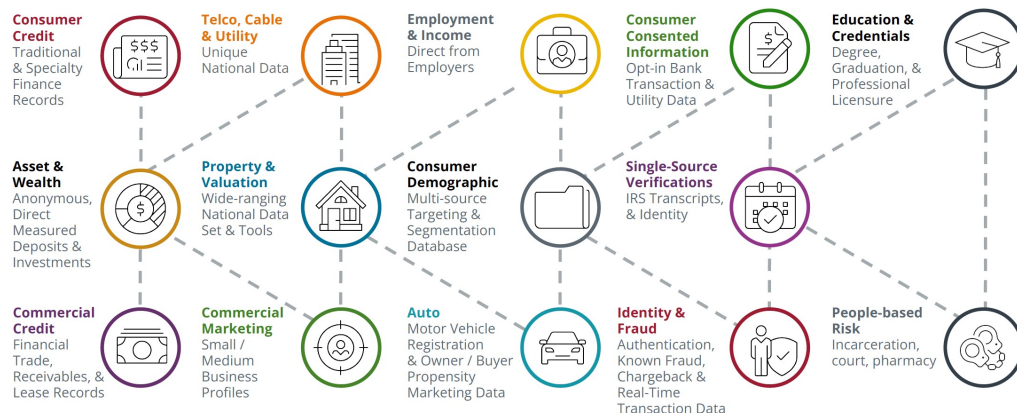 Consumer
Credit
Traditional
& Specialty
Finance
Records
$$$
Telco, Cable
& Utility
Unique
National Data
Employment
& Income
Direct from
Employers
Consumer
Consented
Information
Opt-in Bank
Transaction &
Utility Data
$
Education &
Credentials
Degree,
Graduation, &
Professional
Licensure
Asset &
Wealth
Anonymous,
Direct
Measured
Deposits &
Investments
$
Property &
Valuation
Wide-ranging
National Data
Set & Tools
Consumer
Demographic
Multi-source
Targeting &
Segmentation
Database
Single-Source
Verifications
IRS Transcripts,
& Identity
Commercial
Credit
Financial
Trade,
Receivables, &
Lease Records
Commercial
Marketing
Small /
Medium
Business
Profiles
Auto
Motor Vehicle
Registration
& Owner / Buyer
Propensity
Marketing Data
Identity &
Fraud
Authentication,
Known Fraud,
Chargeback &
Real-Time
Transaction Data
People-based
Risk
Incarceration,
court, pharmacy